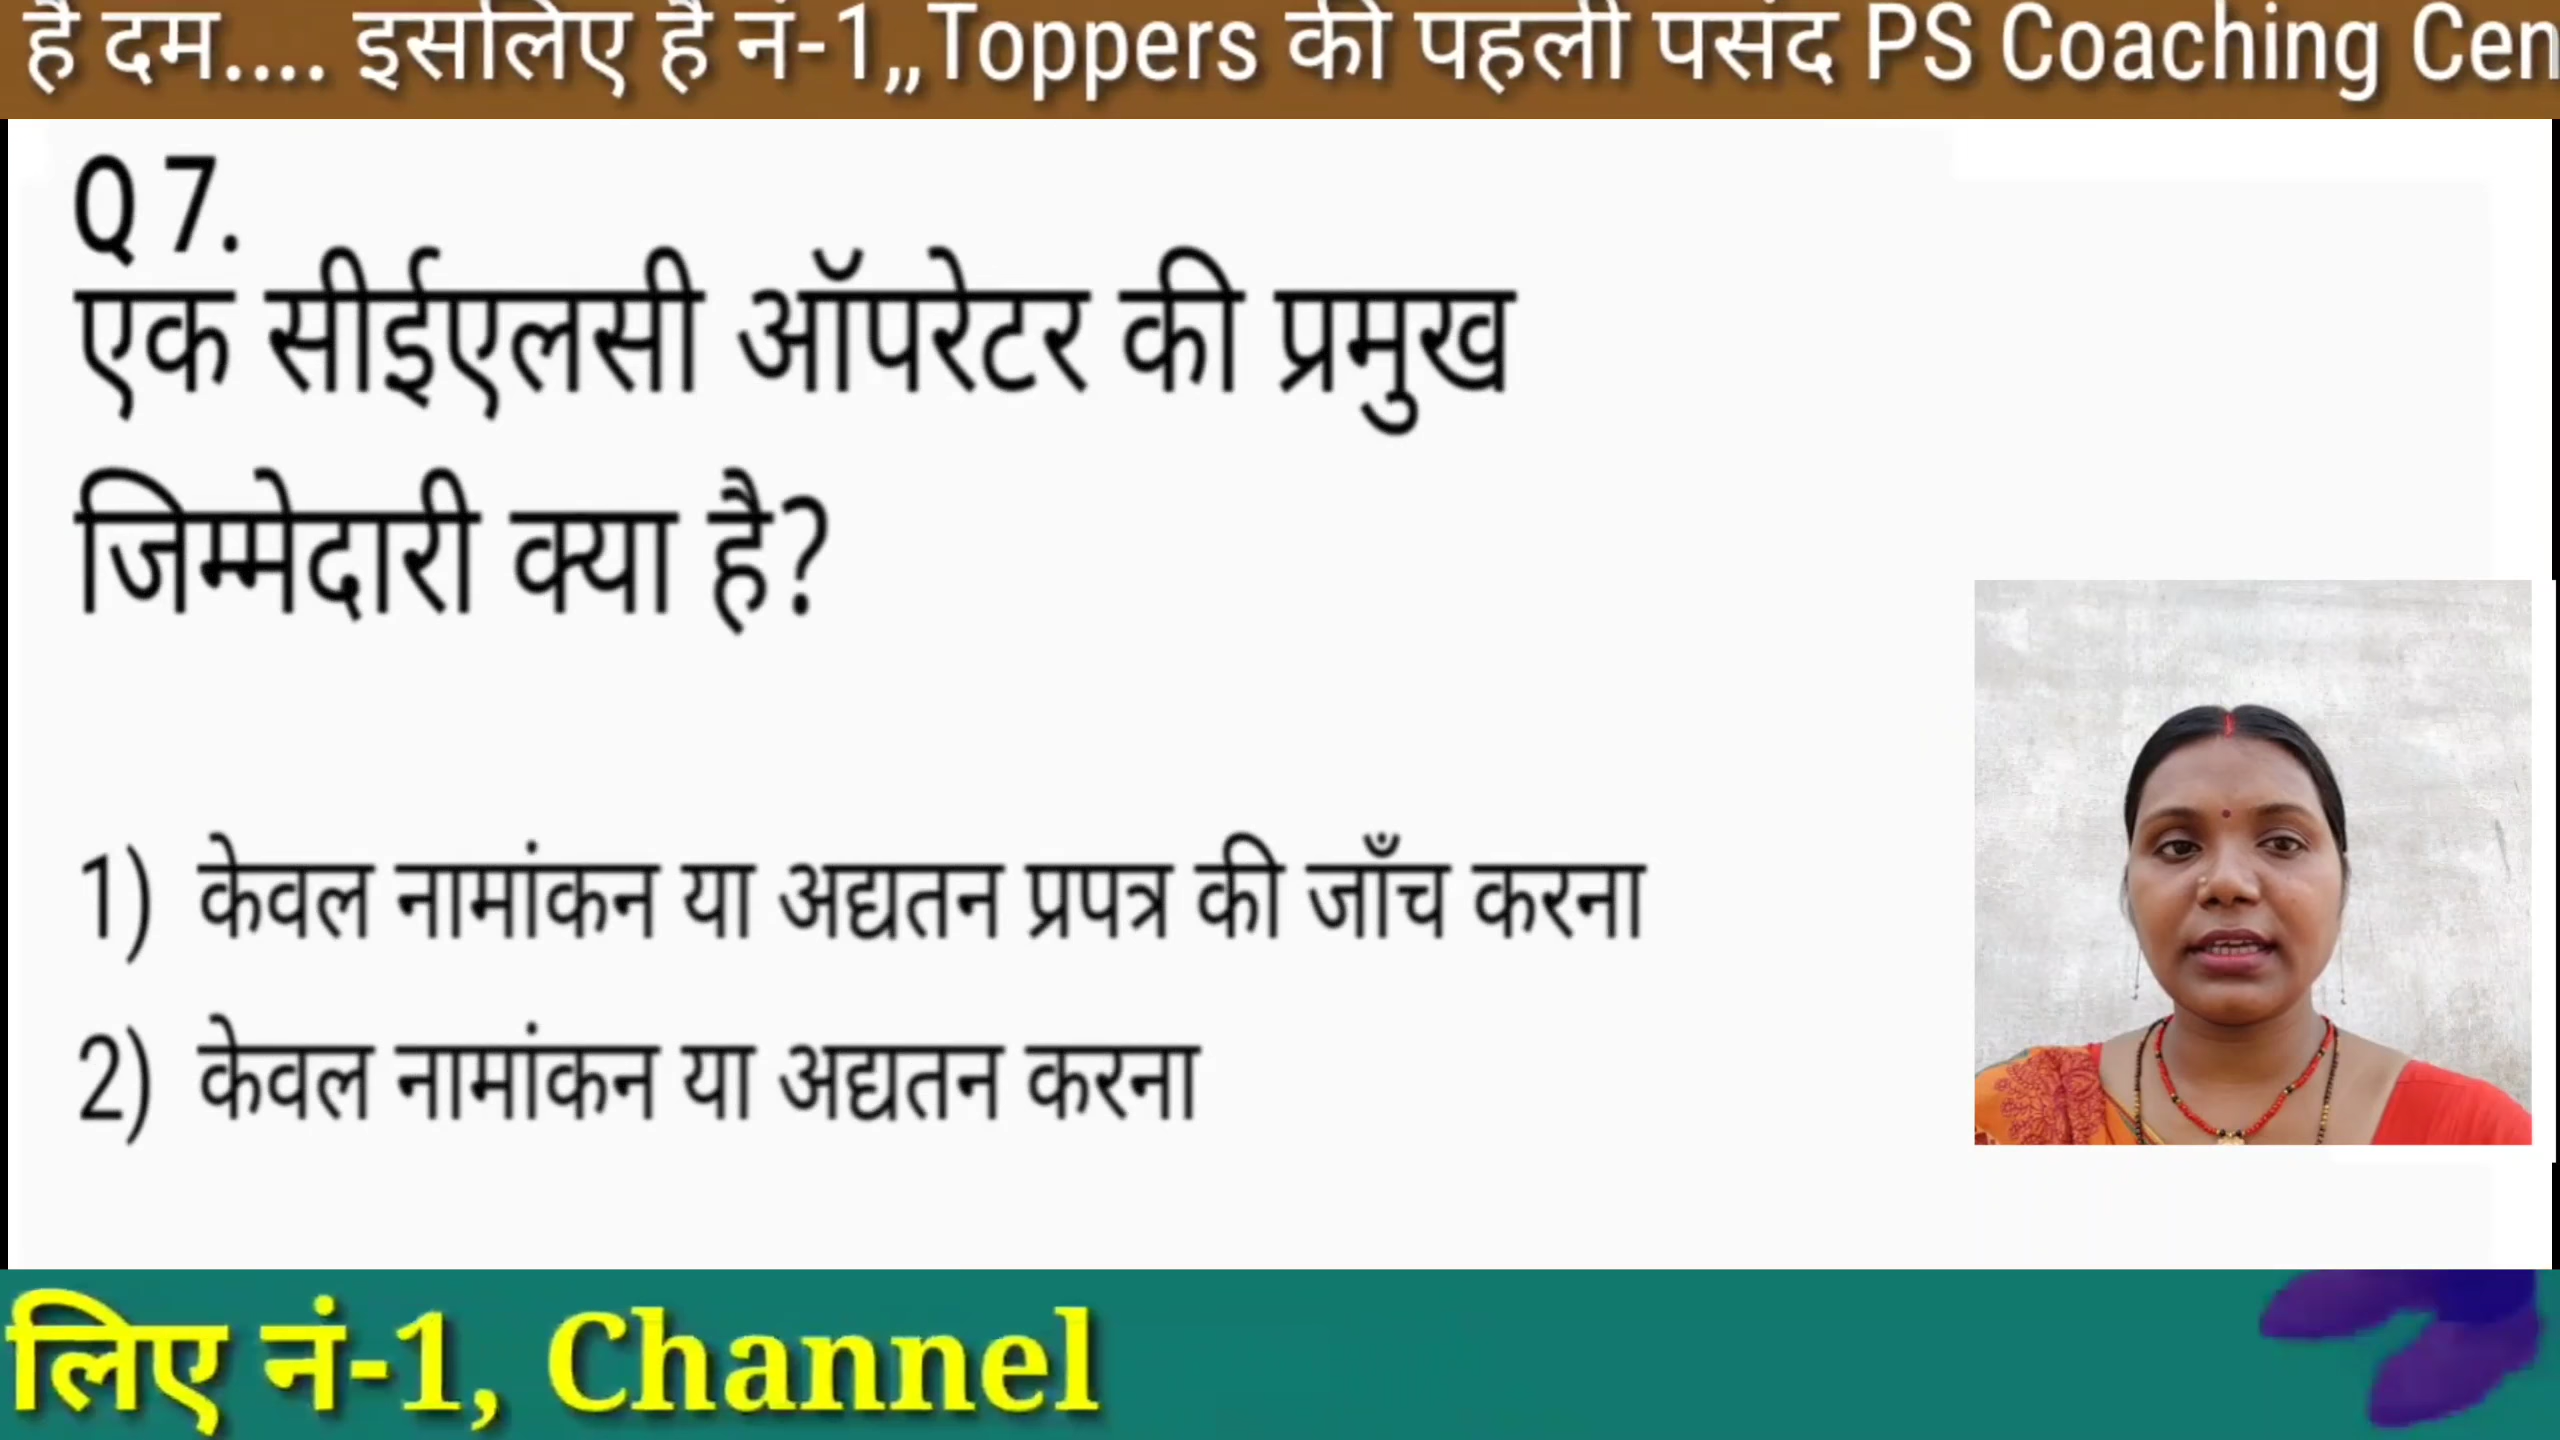 है दम.... इसलिए है नं-1,,Toppers की पहली पसंद PS Coaching Cen
Q 7.
एक सीईएलसी ऑपरेटर की प्रमुख
जिम्मेदारी क्या है?
1) केवल नामांकन या अद्यतन प्रपत्र की जाँच करना
2) केवल नामांकन या अद्यतन करना
लिए नं-1, Channel